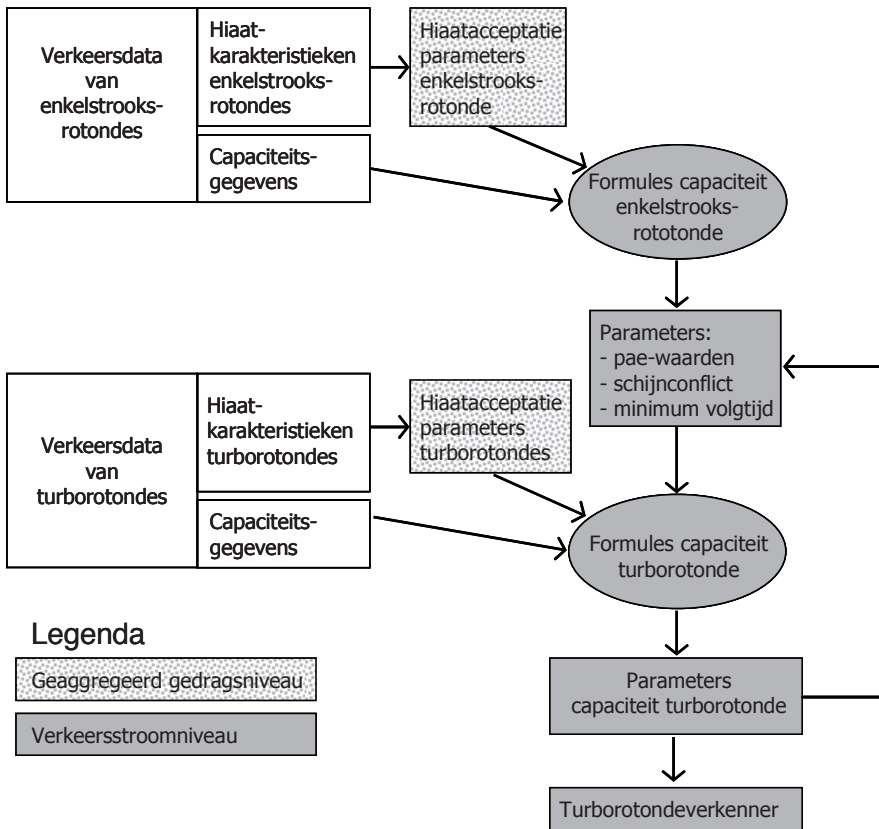 Verkeersdata
van
enkelstrooks-
rotondes
Hiaat-
karakteristieken
enkelstrooks-
rotondes
Capaciteits-
gegevens
Hiaatacceptatie
parameters
enkelstrooks-
rotonde
Formules capaciteit
enkelstrooks-
rototonde
Parameters:
- pae-waarden
- schijnconflict
- minimum volgtijd
Verkeersdata
van
turborotondes
Hiaat-
karakteristieken
turborotondes
Capaciteits-
gegevens
Hiaatacceptatie
parameters
turborotondes
Formules capaciteit
turborotonde
Legenda
Geaggregeerd gedragsniveau
Verkeersstroomniveau
Parameters
capaciteit turborotonde
Turborotondeverkenner